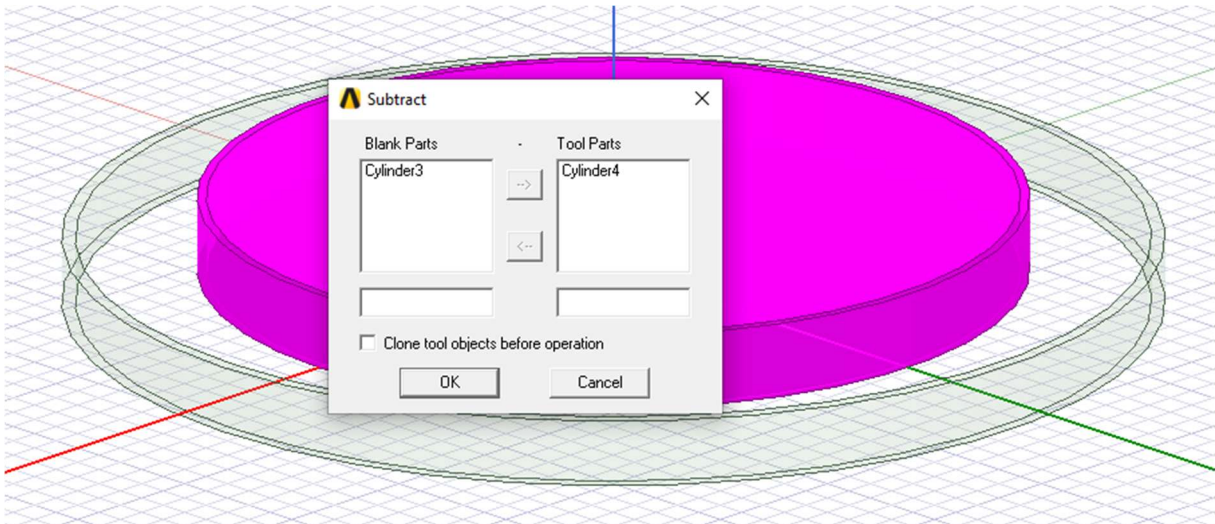 Subtract
Blank Parts - Tool Parts
Cylinder3 Cylinder4
-->
<--
Clone tool objects before operation
OK Cancel